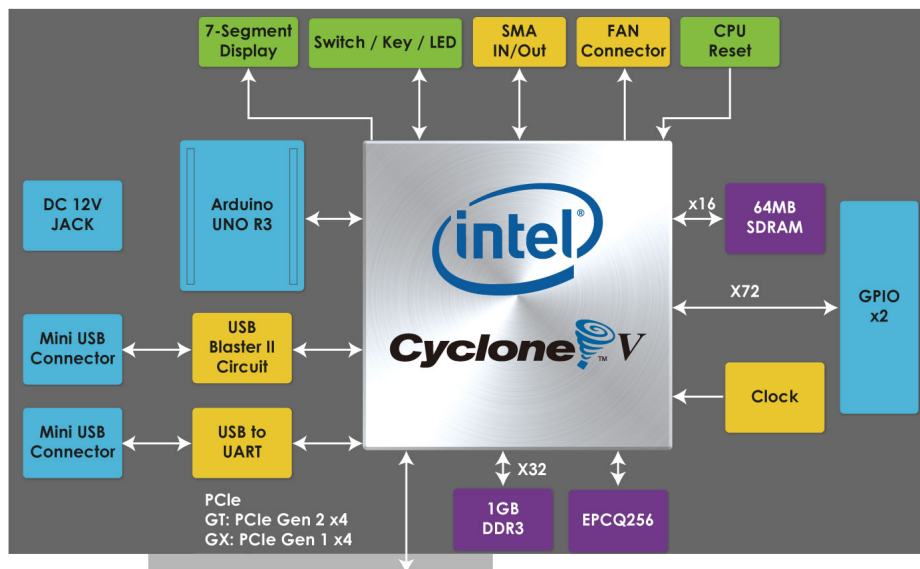 7-Segment
Display
Switch / Key / LED
SMA
IN/Out
FAN
Connector
CPU
Reset
DC 12V
JACK
Arduino
UNO R3
intel®
x16
64MB
SDRAM
X72
GPIO
x2
Mini USB
Connector
USB
Blaster II
Circuit
Cyclone™ V
Clock
Mini USB
Connector
USB to
UART
PCIe
GT: PCIe Gen 2 x4
GX: PCIe Gen 1 x4
X32
1GB
DDR3
EPCQ256